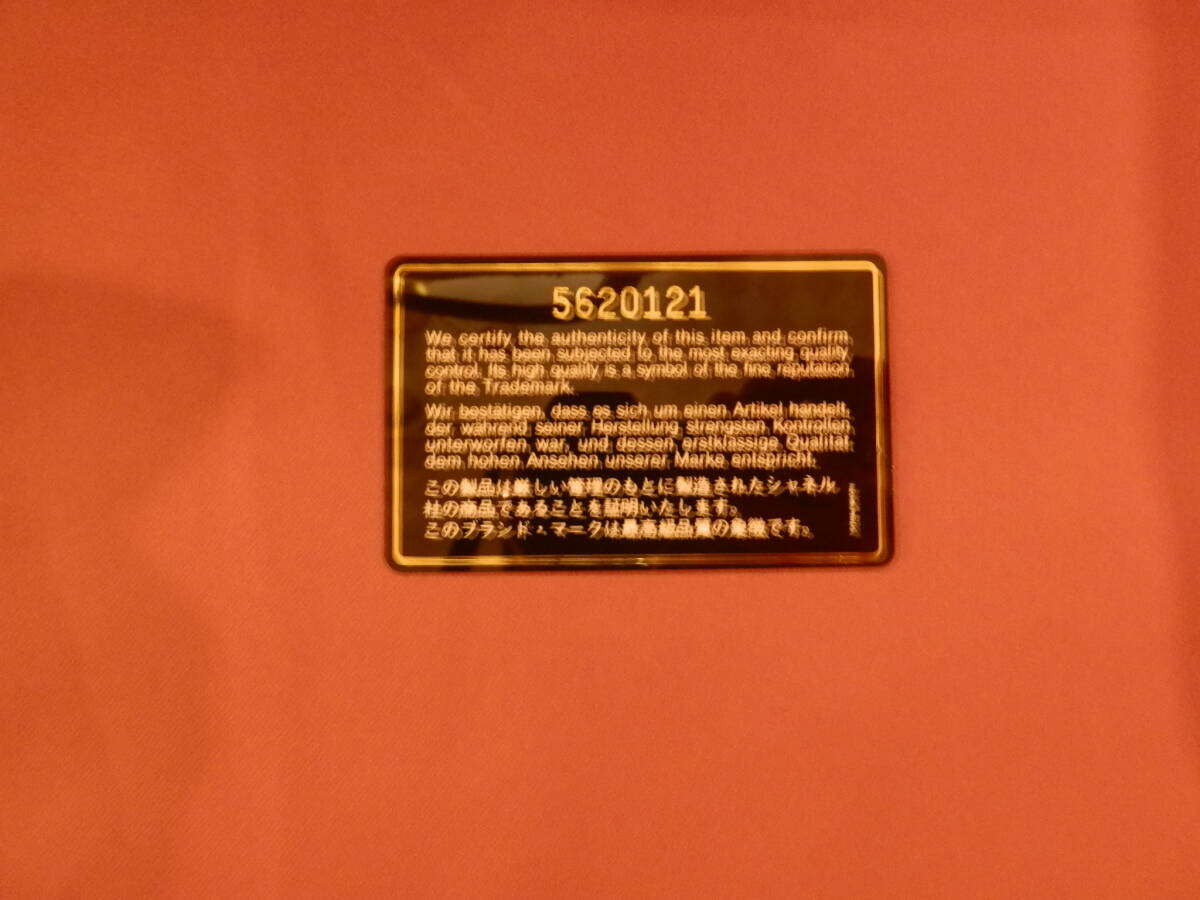 5620121
We certify the authenticity of this item and confirm
that it has been subjected to the most exacting quality
control. Its high quality is a symbol of the fine reputation
of the Trademark.
Wir bestätigen, dass es sich um einen Artikel handelt,
der während seiner Herstellung strengsten Kontrollen
unterworfen war, und dessen erstklassige Qualität
dem hohen Ansehen unserer Marke entspricht.
この製品は厳しい管理のもとに製造されたシャネル
社の商品であることを証明いたします。
このブランド・マークは最高級品質の象徴です。